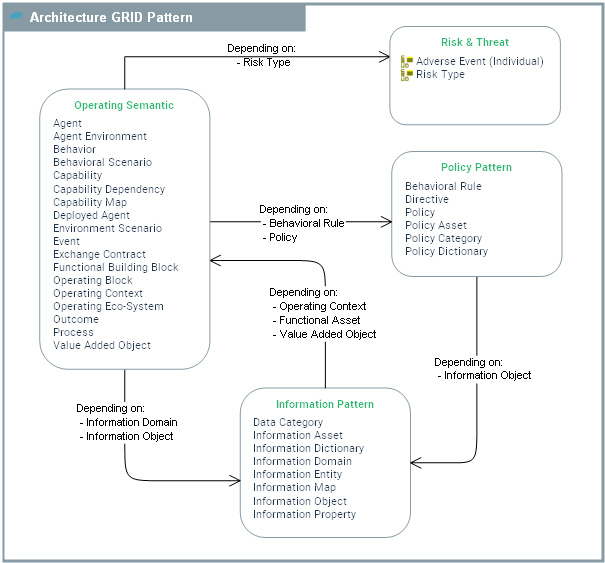 Architecture GRID Pattern
Depending on:
- Risk Type
Risk & Threat
Adverse Event (Individual)
Risk Type
Operating Semantic
Agent
Agent Environment
Behavior
Behavioral Scenario
Capability
Capability Dependency
Capability Map
Deployed Agent
Environment Scenario
Event
Exchange Contract
Functional Building Block
Operating Block
Operating Context
Operating Eco-System
Outcome
Process
Value Added Object
Depending on:
- Behavioral Rule
- Policy
Policy Pattern
Behavioral Rule
Directive
Policy
Policy Asset
Policy Category
Policy Dictionary
Depending on:
- Operating Context
- Functional Asset
- Value Added Object
Depending on:
- Information Object
Depending on:
- Information Domain
- Information Object
Information Pattern
Data Category
Information Asset
Information Dictionary
Information Domain
Information Entity
Information Map
Information Object
Information Property